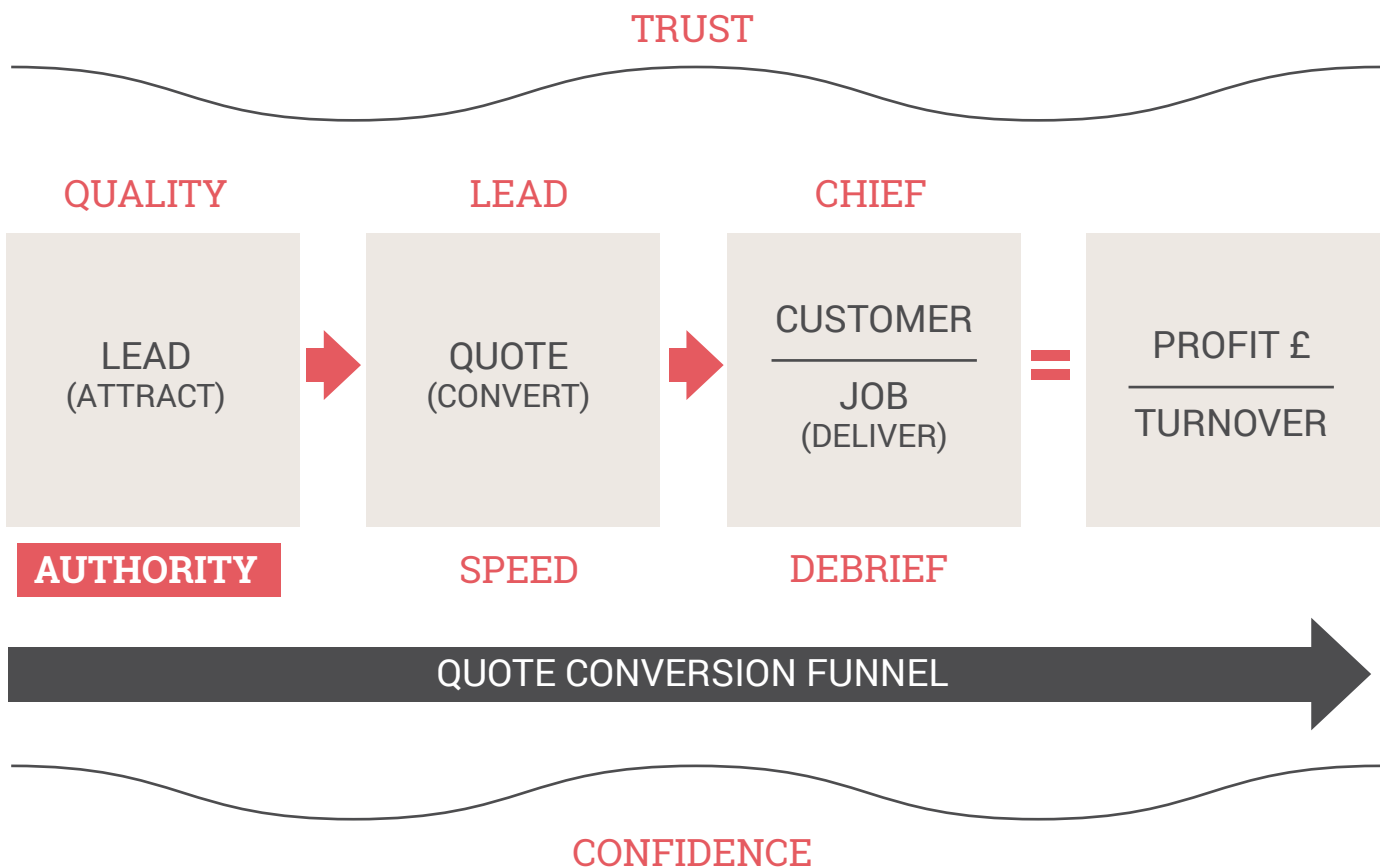 TRUST
QUALITY
LEAD
CHIEF
LEAD
(ATTRACT)
QUOTE
(CONVERT)
CUSTOMER
JOB
(DELIVER)
=
PROFIT £
TURNOVER
AUTHORITY
SPEED
DEBRIEF
QUOTE CONVERSION FUNNEL
CONFIDENCE